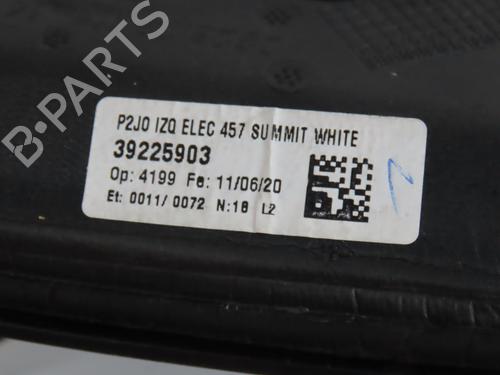 P2J0 IZQ ELEC 457 SUMMIT WHITE
39225903
Op: 4199 Fe: 11/06/20
Et: 0011/ 0072 N:18 L2
B-PARTS